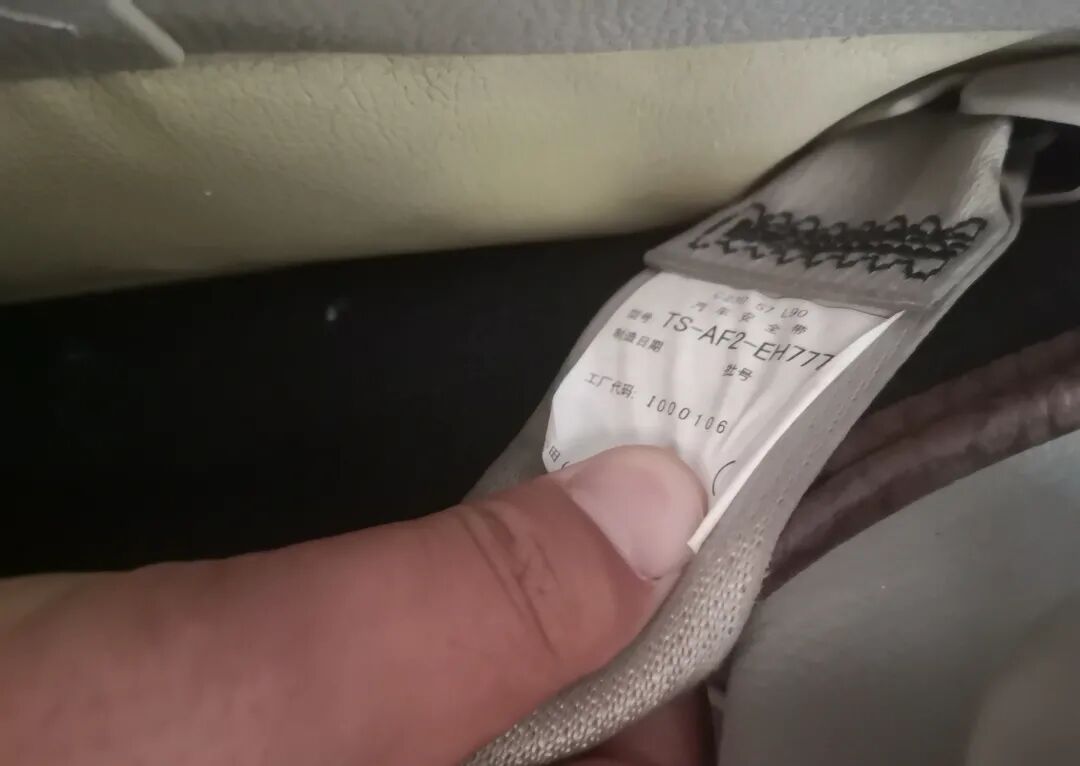 汽车安全带
型号 TS-AF2-EH777
制造日期 批号
工厂代码: I000106
田(
(